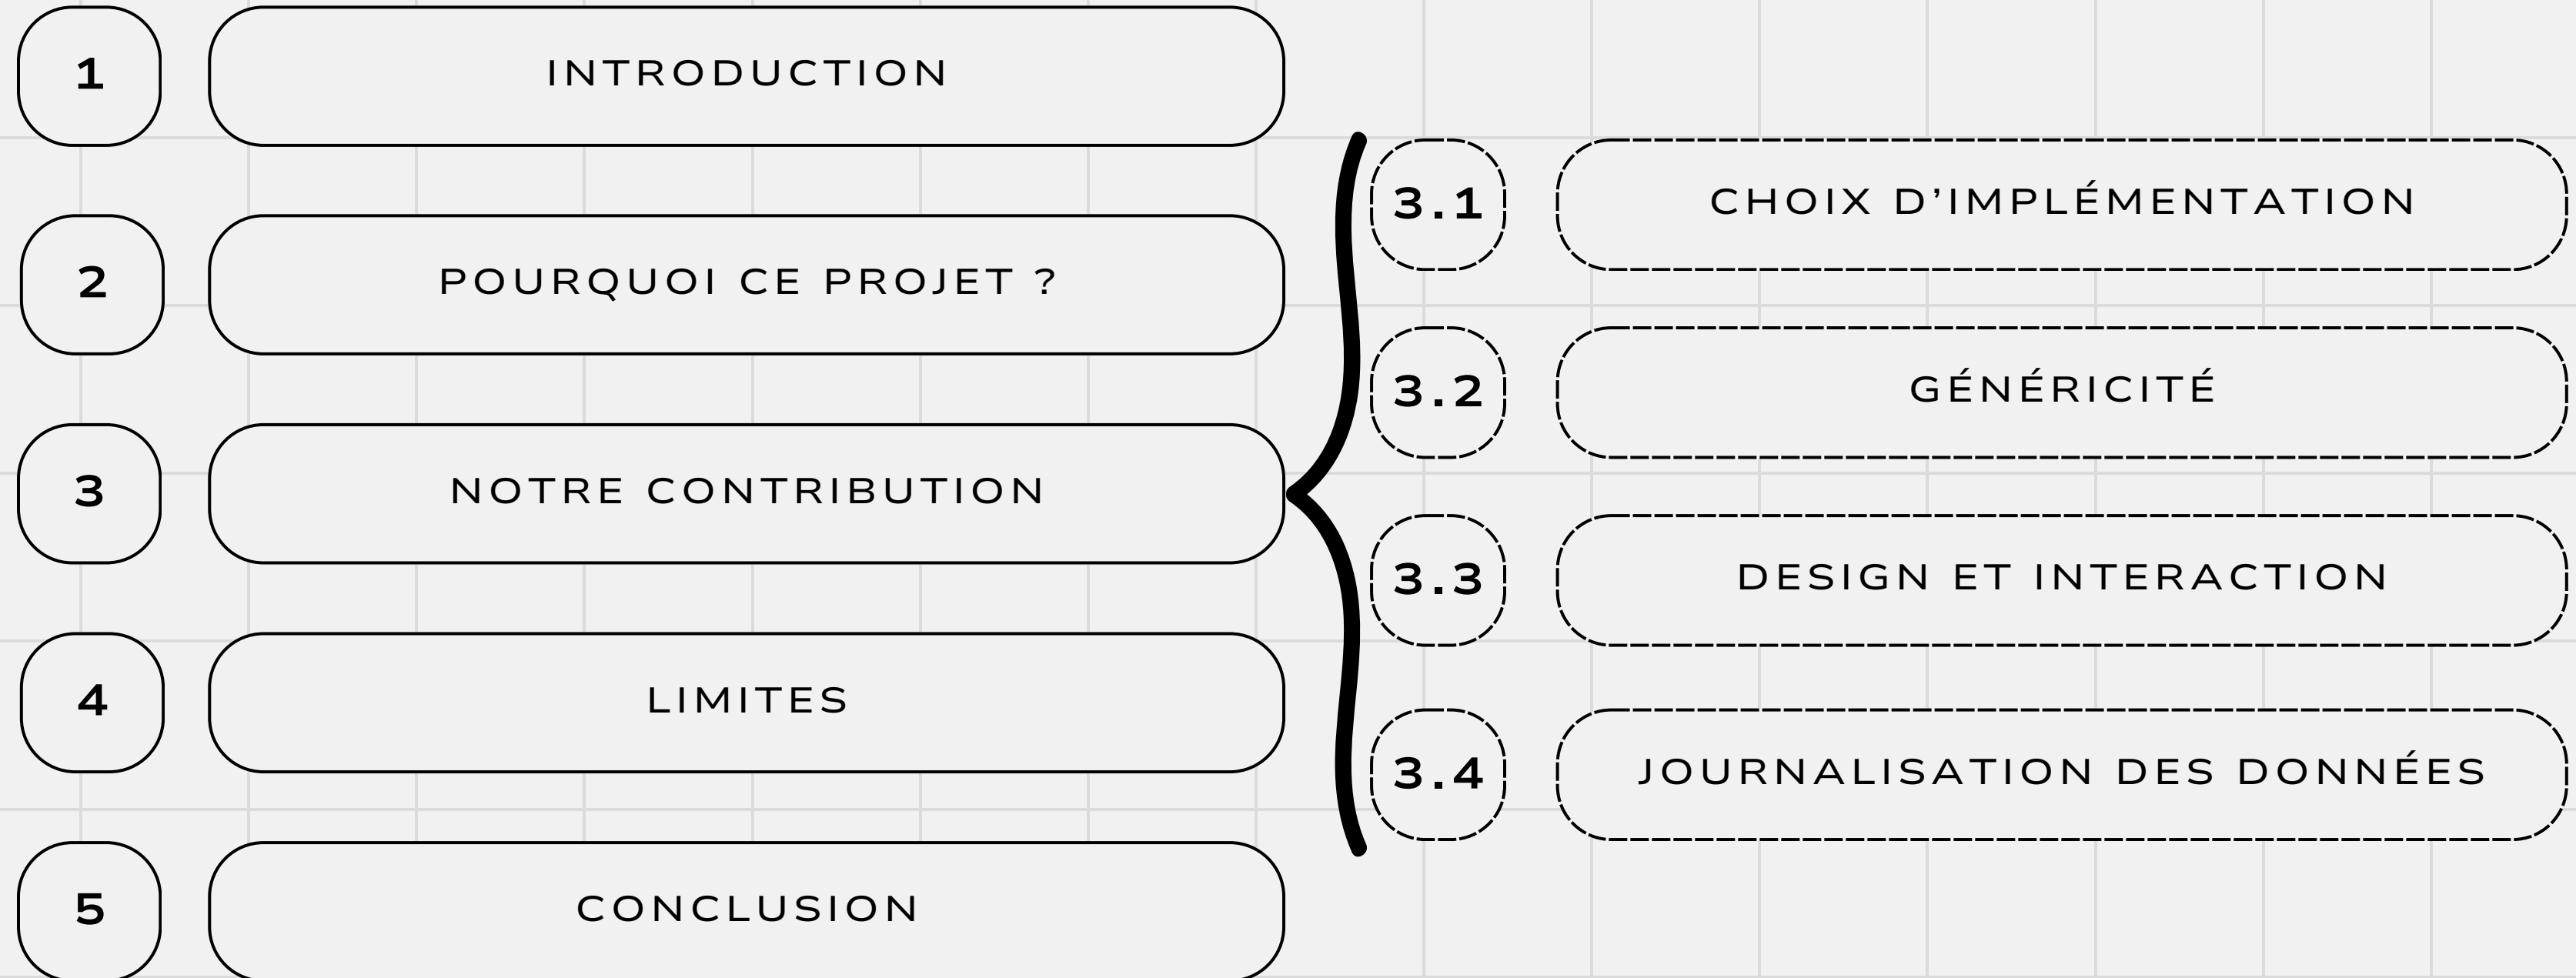 1 INTRODUCTION
2 POURQUOI CE PROJET ?
3 NOTRE CONTRIBUTION
3.1 CHOIX D’IMPLÉMENTATION
3.2 GÉNÉRICITÉ
3.3 DESIGN ET INTERACTION
3.4 JOURNALISATION DES DONNÉES
4 LIMITES
5 CONCLUSION